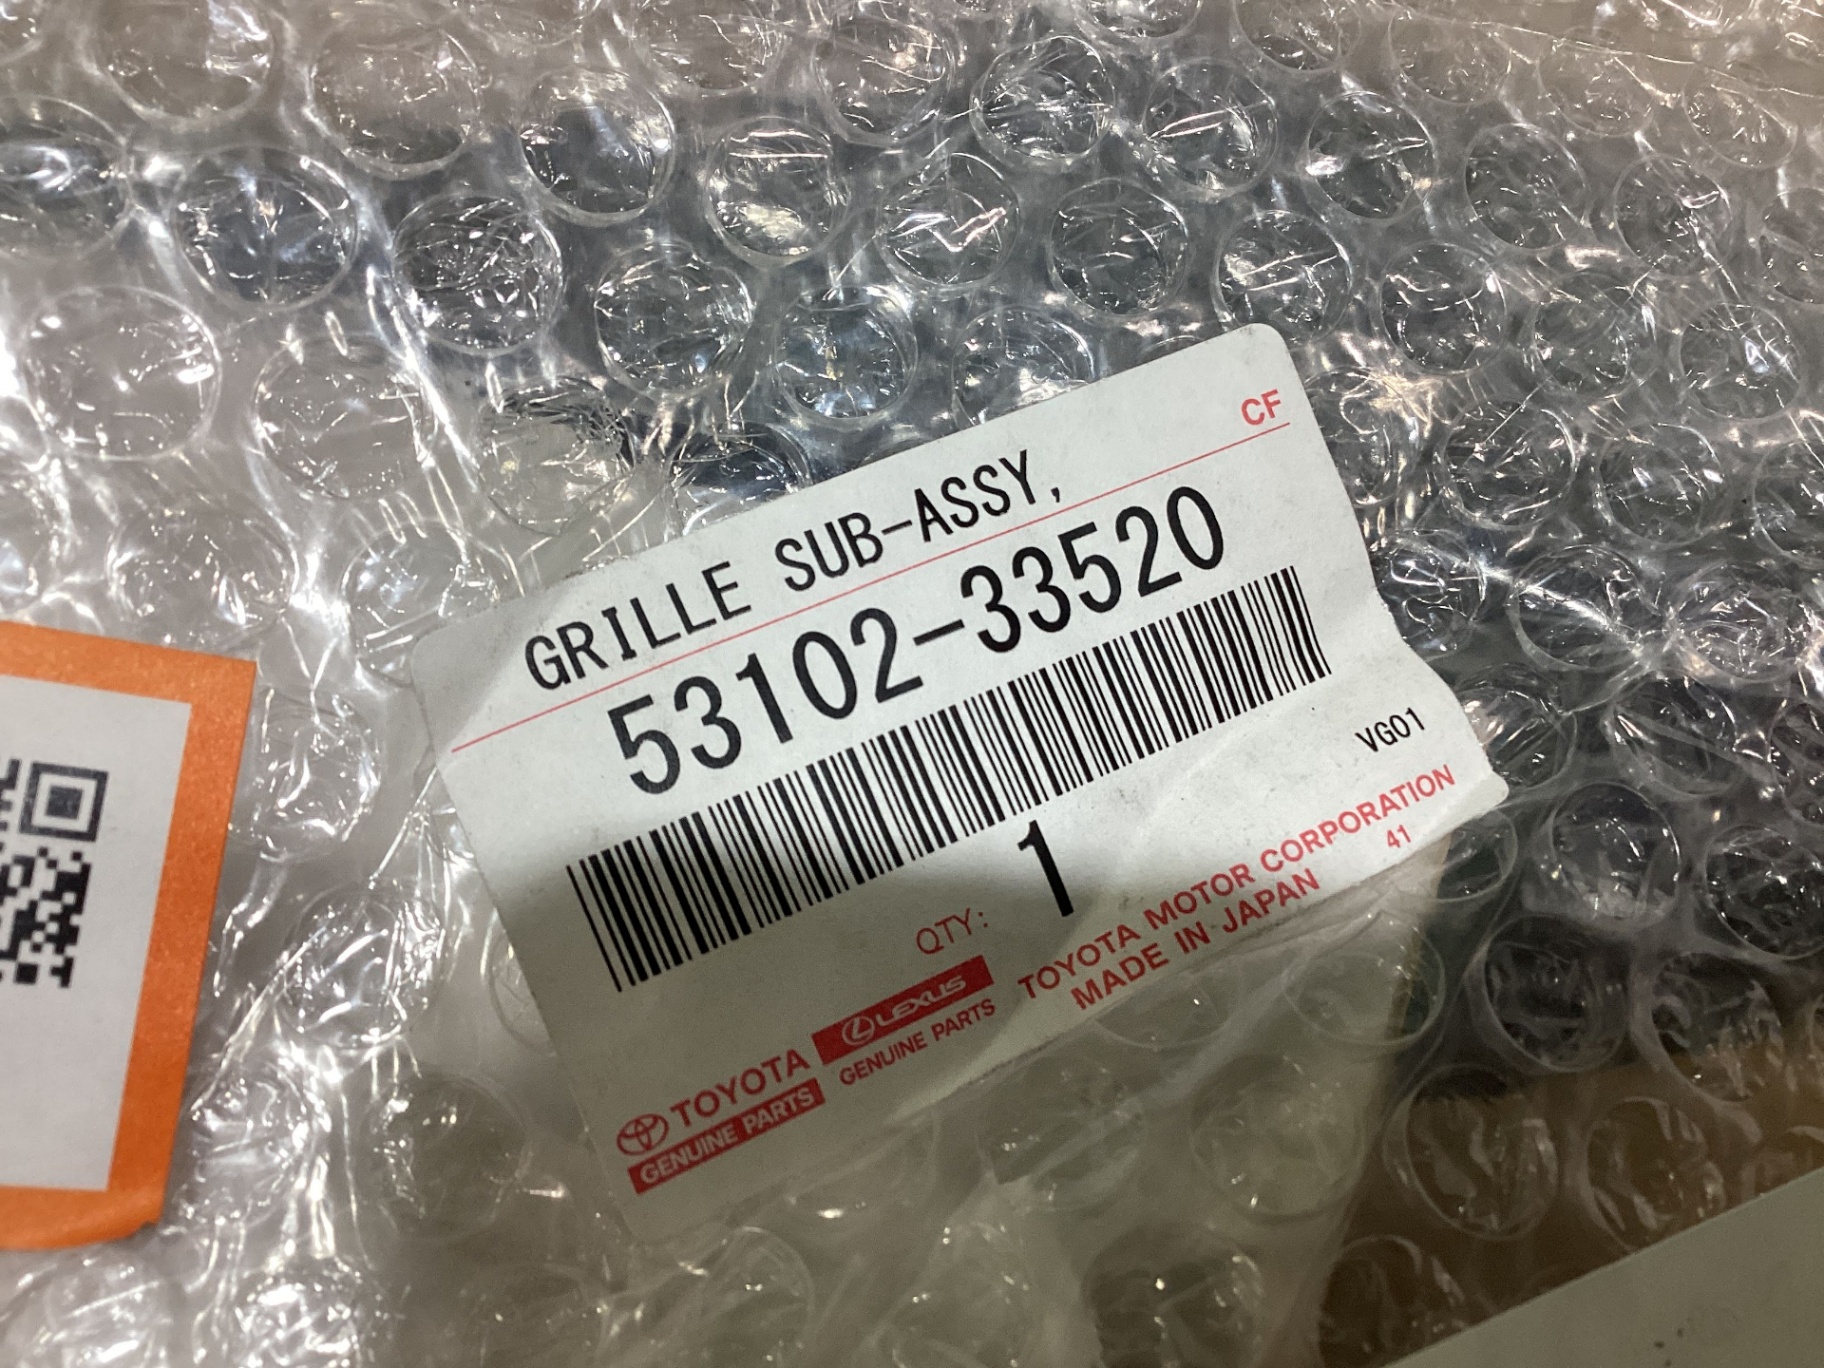 CF
GRILLE SUB-ASSY,
53102-33520
VG01
QTY: 1
TOYOTA MOTOR CORPORATION
41
MADE IN JAPAN
TOYOTA
GENUINE PARTS
LEXUS
GENUINE PARTS